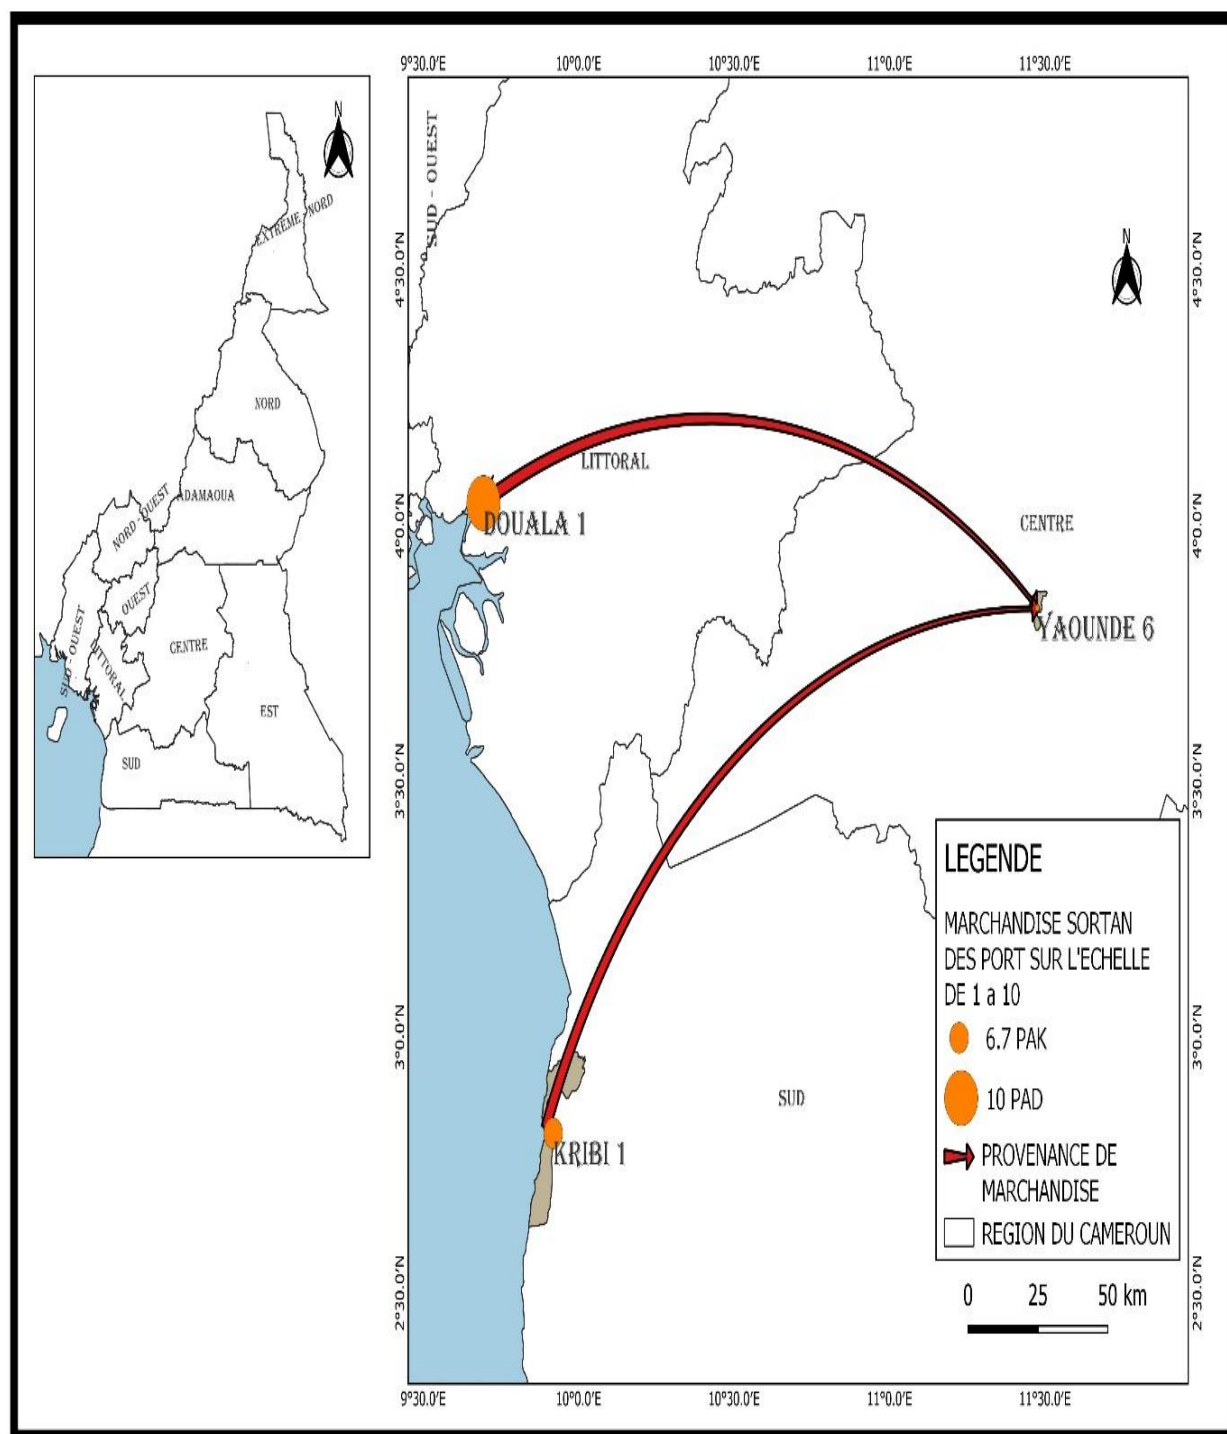 N
EXTRÊME - NORD
NORD
ADAMAOUA
NORD - OUEST
OUEST
SUD - OUEST
LITTORAL
CENTRE
EST
SUD
9°30.0'E 10°0.0'E 10°30.0'E 11°0.0'E 11°30.0'E
SUD - OUEST
N
4°30.0'N 4°30.0'N
LITTORAL
CENTRE
DOUALA 1
4°0.0'N 4°0.0'N
YAOUNDE 6
3°30.0'N 3°30.0'N
3°0.0'N 3°0.0'N
SUD
KRIBI 1
2°30.0'N 2°30.0'N
LEGENDE
MARCHANDISE SORTAN
DES PORT SUR L'ECHELLE
DE 1 a 10
6.7 PAK
10 PAD
PROVENANCE DE
MARCHANDISE
REGION DU CAMEROUN
0 25 50 km
9°30.0'E 10°0.0'E 10°30.0'E 11°0.0'E 11°30.0'E